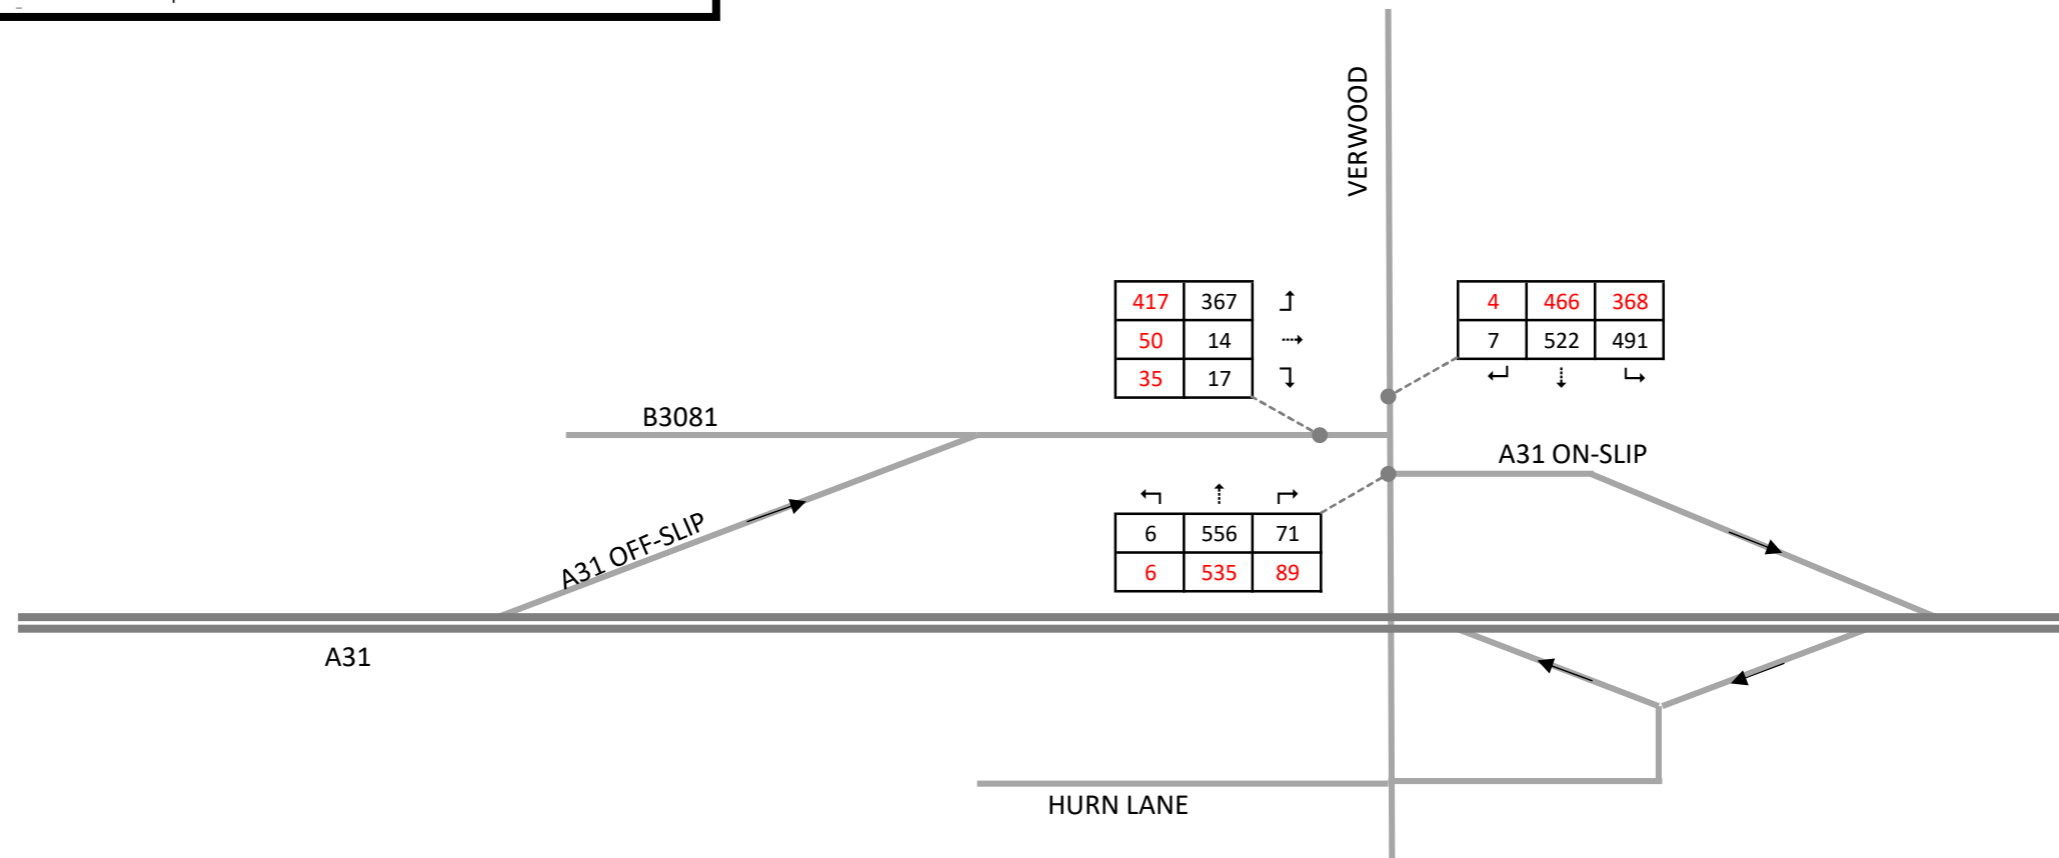 VERWOOD
417 367
50 14
35 17
4 466 368
7 522 491
B3081
A31 ON-SLIP
A31 OFF-SLIP
6 556 71
6 535 89
A31
HURN LANE